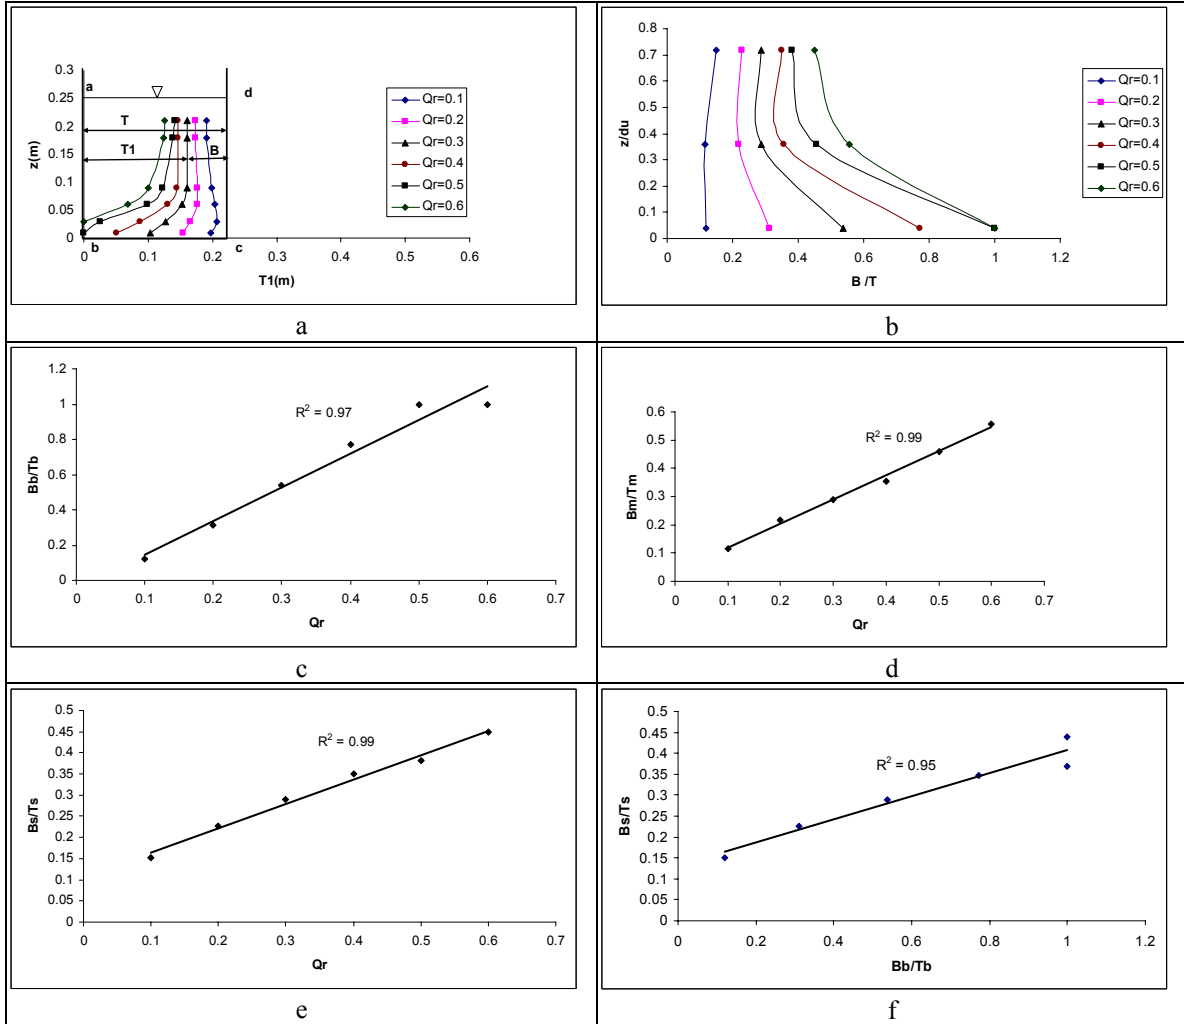 0.3
0.25
0.2
0.15
0.1
0.05
0
z(m)
a
d
T
T1
B
b
c
0 0.1 0.2 0.3 0.4 0.5 0.6
T1(m)
Qr=0.1
Qr=0.2
Qr=0.3
Qr=0.4
Qr=0.5
Qr=0.6
a
0.8
0.7
0.6
0.5
0.4
0.3
0.2
0.1
0
z/du
0 0.2 0.4 0.6 0.8 1 1.2
B /T
Qr=0.1
Qr=0.2
Qr=0.3
Qr=0.4
Qr=0.5
Qr=0.6
b
1.2
1
0.8
0.6
0.4
0.2
0
Bb/Tb
R² = 0.97
0 0.1 0.2 0.3 0.4 0.5 0.6 0.7
Qr
c
0.6
0.5
0.4
0.3
0.2
0.1
0
Bm/Tm
R² = 0.99
0 0.1 0.2 0.3 0.4 0.5 0.6 0.7
Qr
d
0.5
0.45
0.4
0.35
0.3
0.25
0.2
0.15
0.1
0.05
0
Bs/Ts
R² = 0.99
0 0.1 0.2 0.3 0.4 0.5 0.6 0.7
Qr
e
0.5
0.45
0.4
0.35
0.3
0.25
0.2
0.15
0.1
0.05
0
Bs/Ts
R² = 0.95
0 0.2 0.4 0.6 0.8 1 1.2
Bb/Tb
f